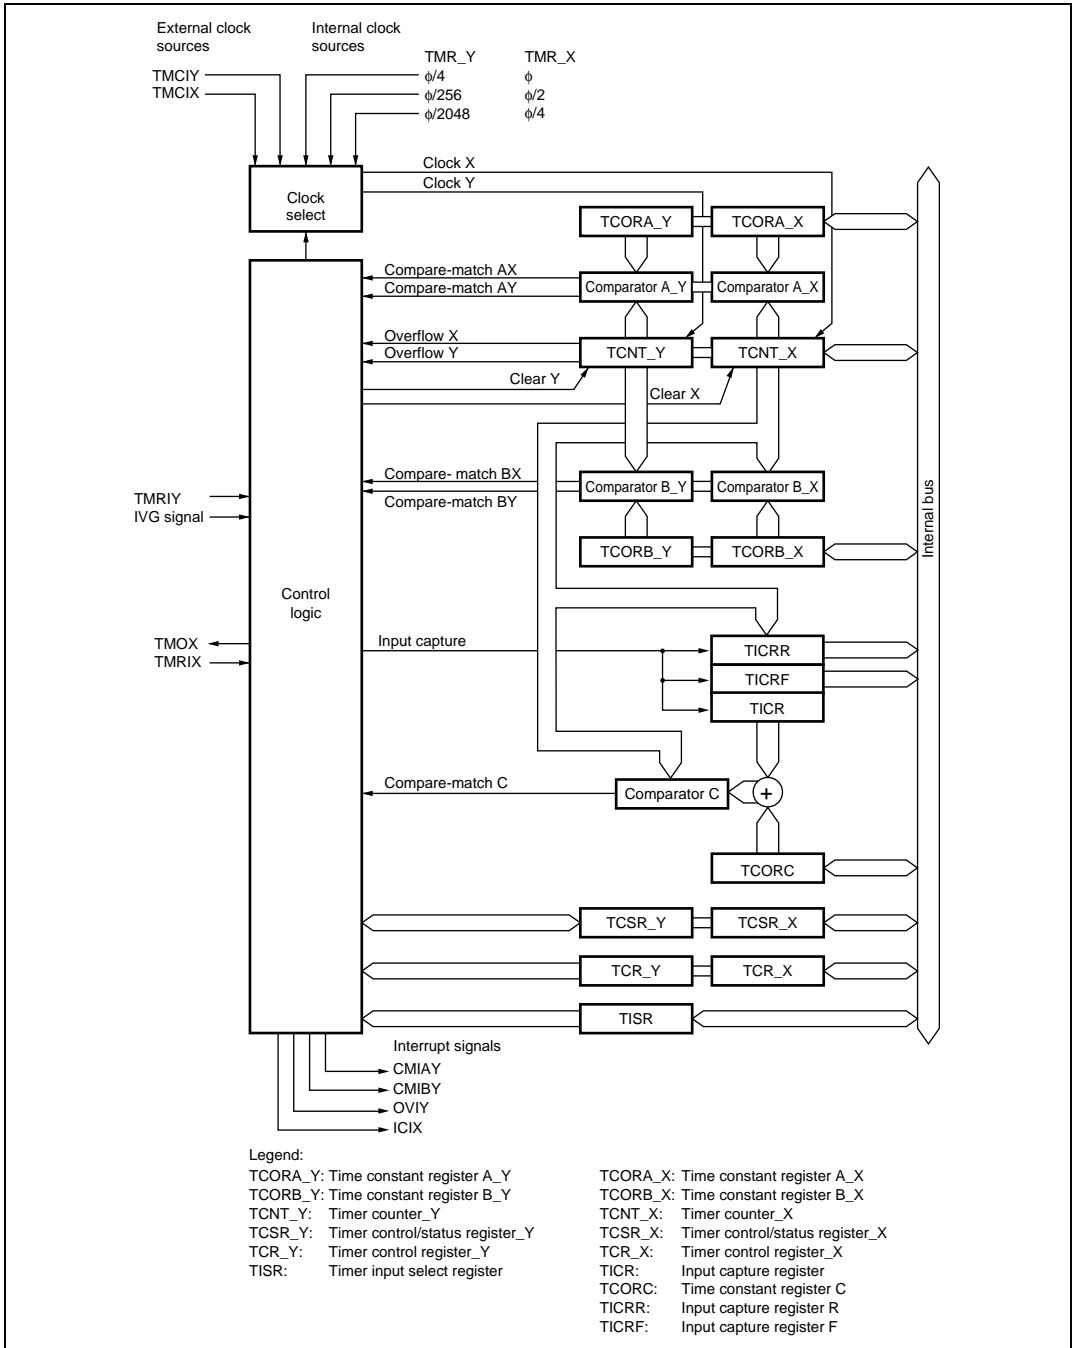 External clock sources
Internal clock sources
TMR_Y TMR_X
TMCIY ϕ/4 ϕ
TMCIX ϕ/256 ϕ/2
ϕ/2048 ϕ/4
Clock X
Clock Y
Clock select
TCORA_Y TCORA_X
Compare-match AX
Compare-match AY
Comparator A_Y Comparator A_X
Overflow X
Overflow Y
TCNT_Y TCNT_X
Clear Y
Clear X
Compare- match BX
Compare-match BY
Comparator B_Y Comparator B_X
TMRIY
IVG signal
TCORB_Y TCORB_X
Internal bus
Control logic
TMOX
TMRIX
Input capture
TICRR
TICRF
TICR
Compare-match C
Comparator C
+
TCORC
TCSR_Y TCSR_X
TCR_Y TCR_X
TISR
Interrupt signals
CMIAY
CMIBY
OVIY
ICIX
Legend:
TCORA_Y: Time constant register A_Y
TCORB_Y: Time constant register B_Y
TCNT_Y: Timer counter_Y
TCSR_Y: Timer control/status register_Y
TCR_Y: Timer control register_Y
TISR: Timer input select register
TCORA_X: Time constant register A_X
TCORB_X: Time constant register B_X
TCNT_X: Timer counter_X
TCSR_X: Timer control/status register_X
TCR_X: Timer control register_X
TICR: Input capture register
TCORC: Time constant register C
TICRR: Input capture register R
TICRF: Input capture register F